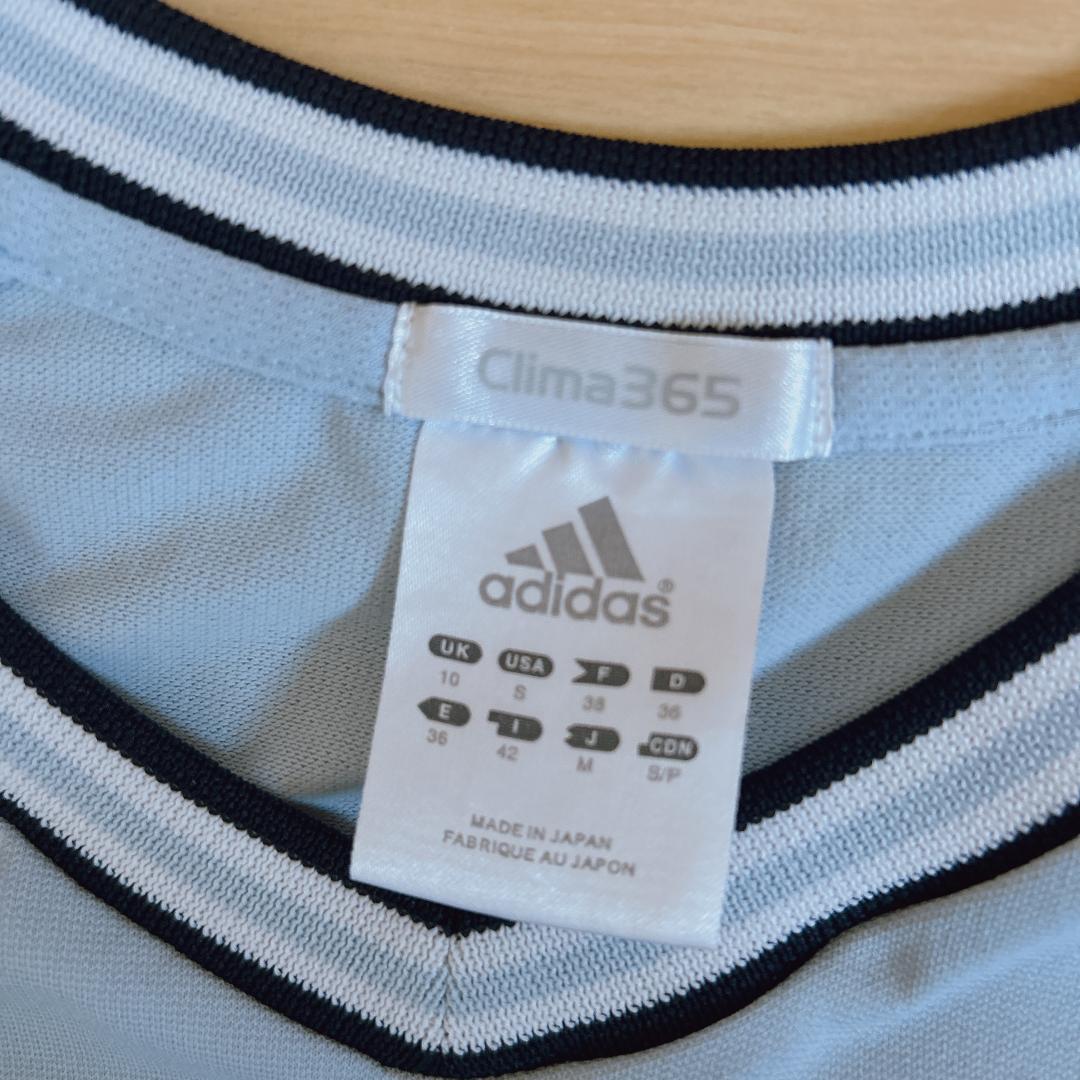 Clima365
adidas®
UK USA F D
10 S 38 36
E I J CDN
36 42 M S/P
MADE IN JAPAN
FABRIQUE AU JAPON